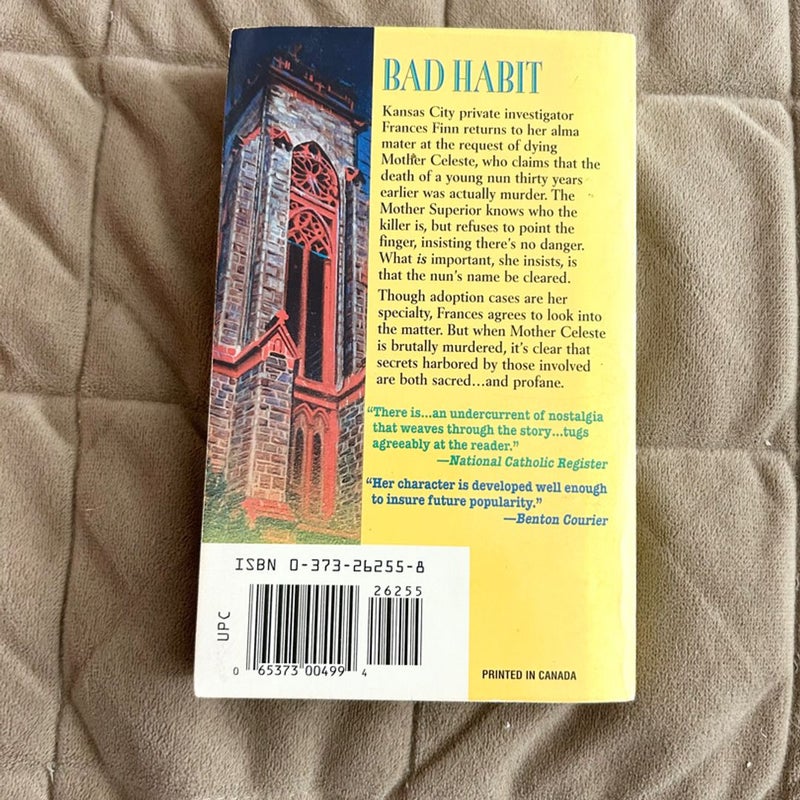 BAD HABIT
Kansas City private investigator
Frances Finn returns to her alma
mater at the request of dying
Mother Celeste, who claims that the
death of a young nun thirty years
earlier was actually murder. The
Mother Superior knows who the
killer is, but refuses to point the
finger, insisting there's no danger.
What is important, she insists, is
that the nun's name be cleared.
Though adoption cases are her
specialty, Frances agrees to look into
the matter. But when Mother Celeste
is brutally murdered, it's clear that
secrets harbored by those involved
are both sacred...and profane.
"There is...an undercurrent of nostalgia
that weaves through the story...tugs
agreeably at the reader."
—National Catholic Register
"Her character is developed well enough
to insure future popularity."
—Benton Courier
ISBN 0-373-26255-8
26255
UPC
0 65373 00499 4
PRINTED IN CANADA